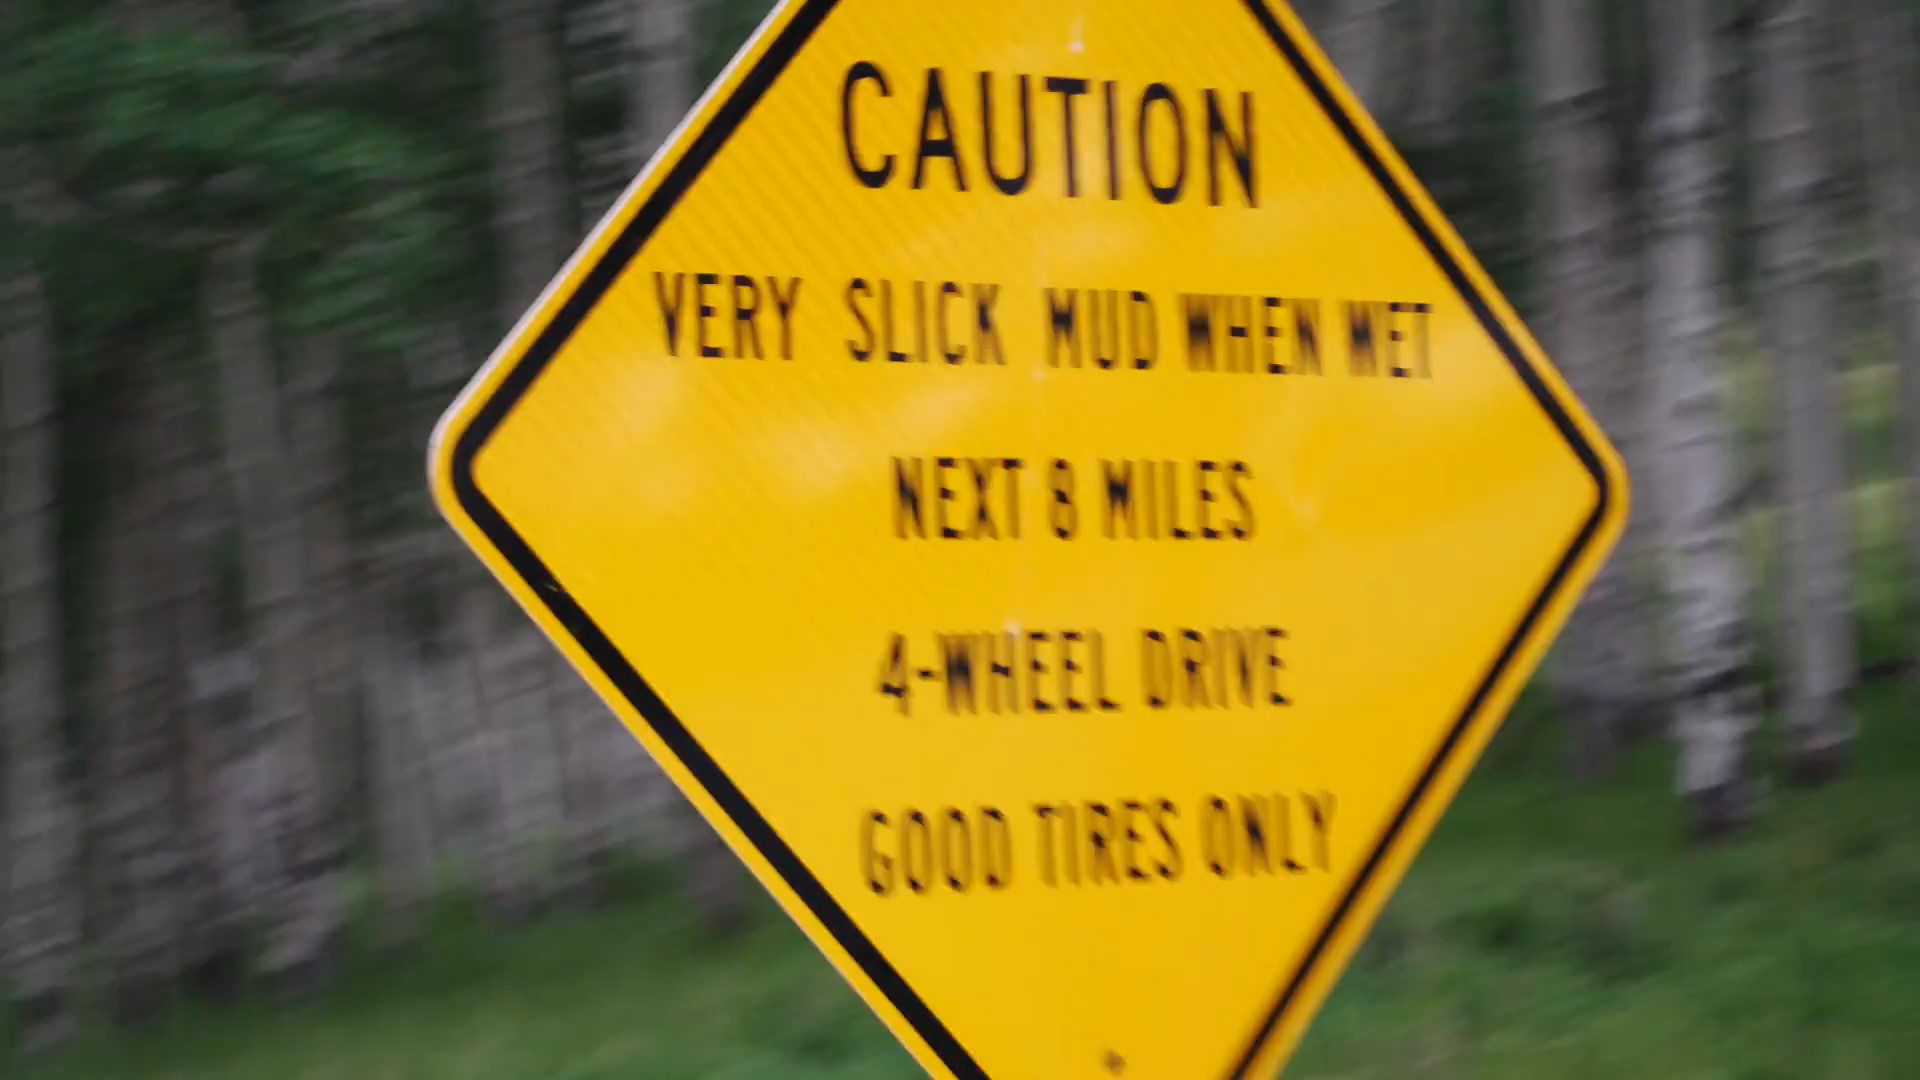 CAUTION
VERY SLICK MUD WHEN WET
NEXT 8 MILES
4-WHEEL DRIVE
GOOD TIRES ONLY